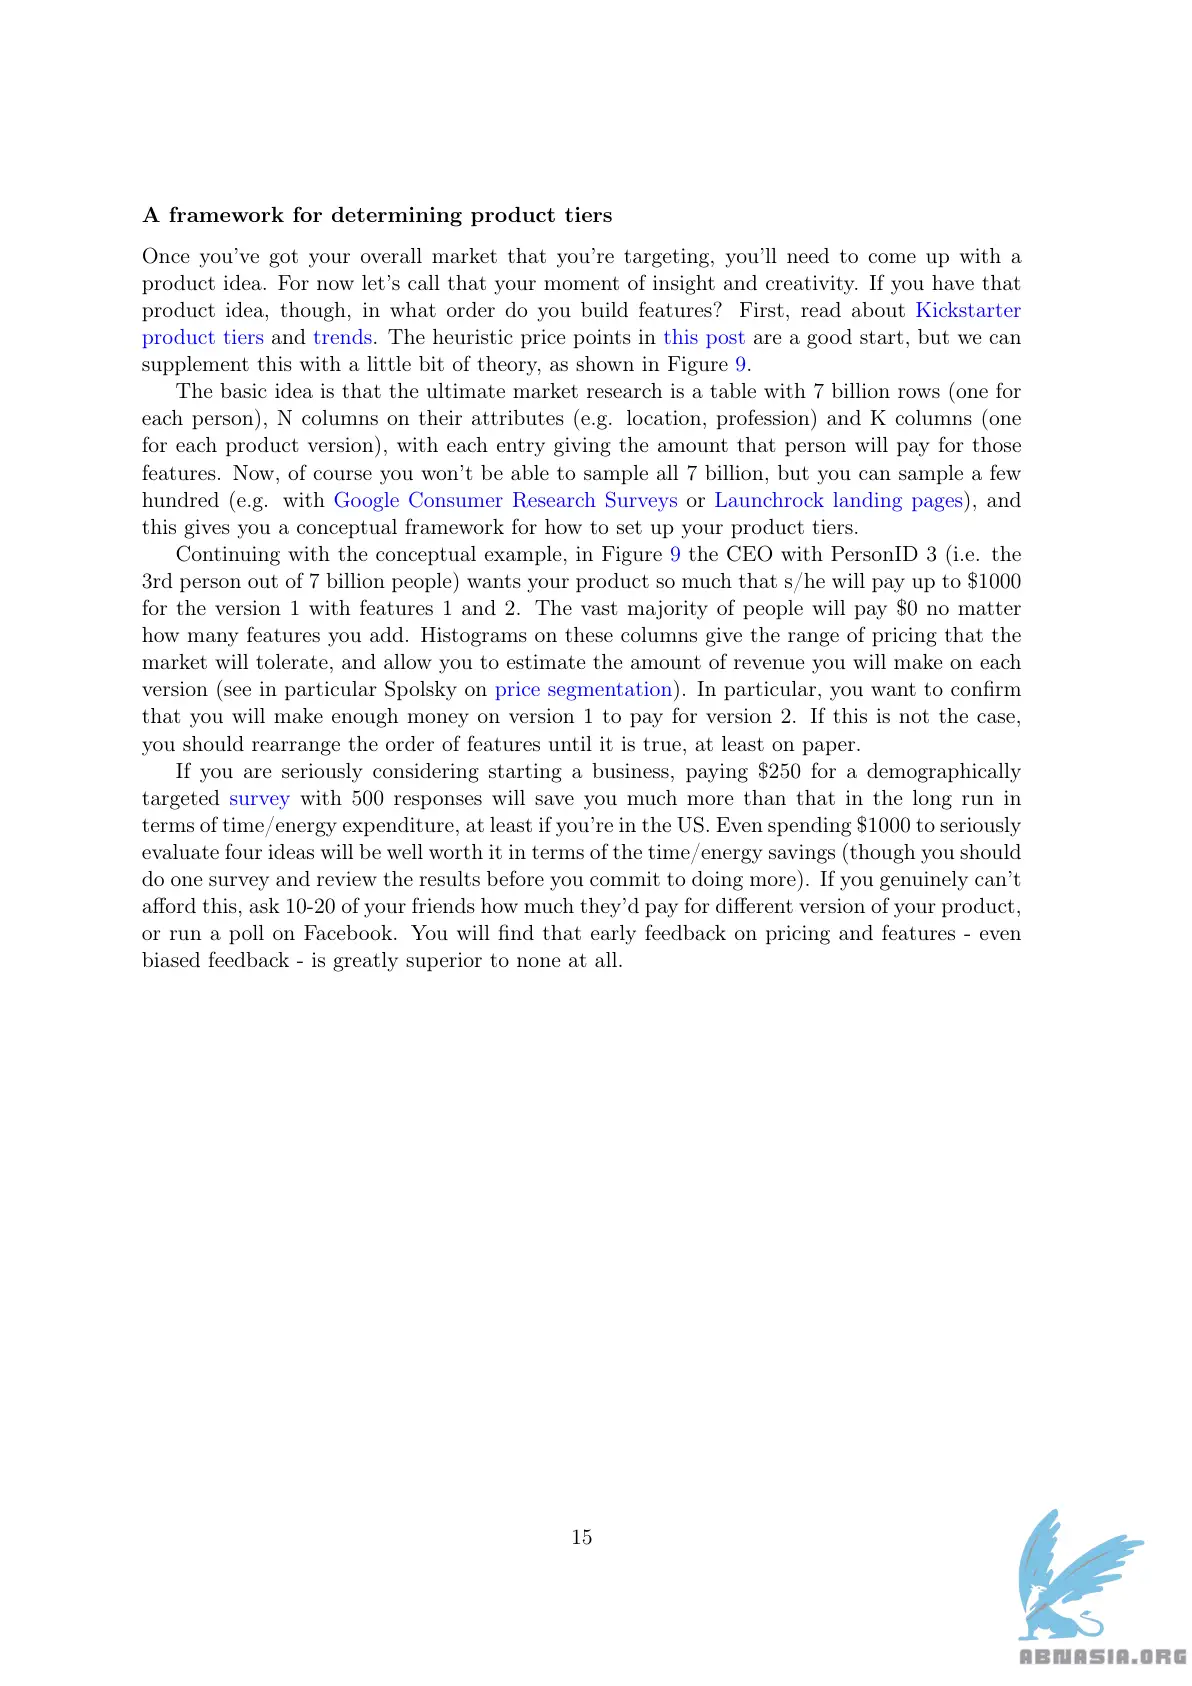 A framework for determining product tiers
Once you've got your overall market that you're targeting, you'll need to come up with a
product idea. For now let's call that your moment of insight and creativity. If you have that
product idea, though, in what order do you build features? First, read about Kickstarter
product tiers and trends. The heuristic price points in this post are a good start, but we can
supplement this with a little bit of theory, as shown in Figure 9.
The basic idea is that the ultimate market research is a table with 7 billion rows (one for
each person), N columns on their attributes (e.g. location, profession) and K columns (one
for each product version), with each entry giving the amount that person will pay for those
features. Now, of course you won't be able to sample all 7 billion, but you can sample a few
hundred (e.g. with Google Consumer Research Surveys or Launchrock landing pages), and
this gives you a conceptual framework for how to set up your product tiers.
Continuing with the conceptual example, in Figure 9 the CEO with PersonID 3 (i.e. the
3rd person out of 7 billion people) wants your product so much that s/he will pay up to $1000
for the version 1 with features 1 and 2. The vast majority of people will pay $0 no matter
how many features you add. Histograms on these columns give the range of pricing that the
market will tolerate, and allow you to estimate the amount of revenue you will make on each
version (see in particular Spolsky on price segmentation). In particular, you want to confirm
that you will make enough money on version 1 to pay for version 2. If this is not the case,
you should rearrange the order of features until it is true, at least on paper.
If you are seriously considering starting a business, paying $250 for a demographically
targeted survey with 500 responses will save you much more than that in the long run in
terms of time/energy expenditure, at least if you're in the US. Even spending $1000 to seriously
evaluate four ideas will be well worth it in terms of the time/energy savings (though you should
do one survey and review the results before you commit to doing more). If you genuinely can't
afford this, ask 10-20 of your friends how much they'd pay for different version of your product,
or run a poll on Facebook. You will find that early feedback on pricing and features - even
biased feedback - is greatly superior to none at all.
15
ABNASIA.ORG